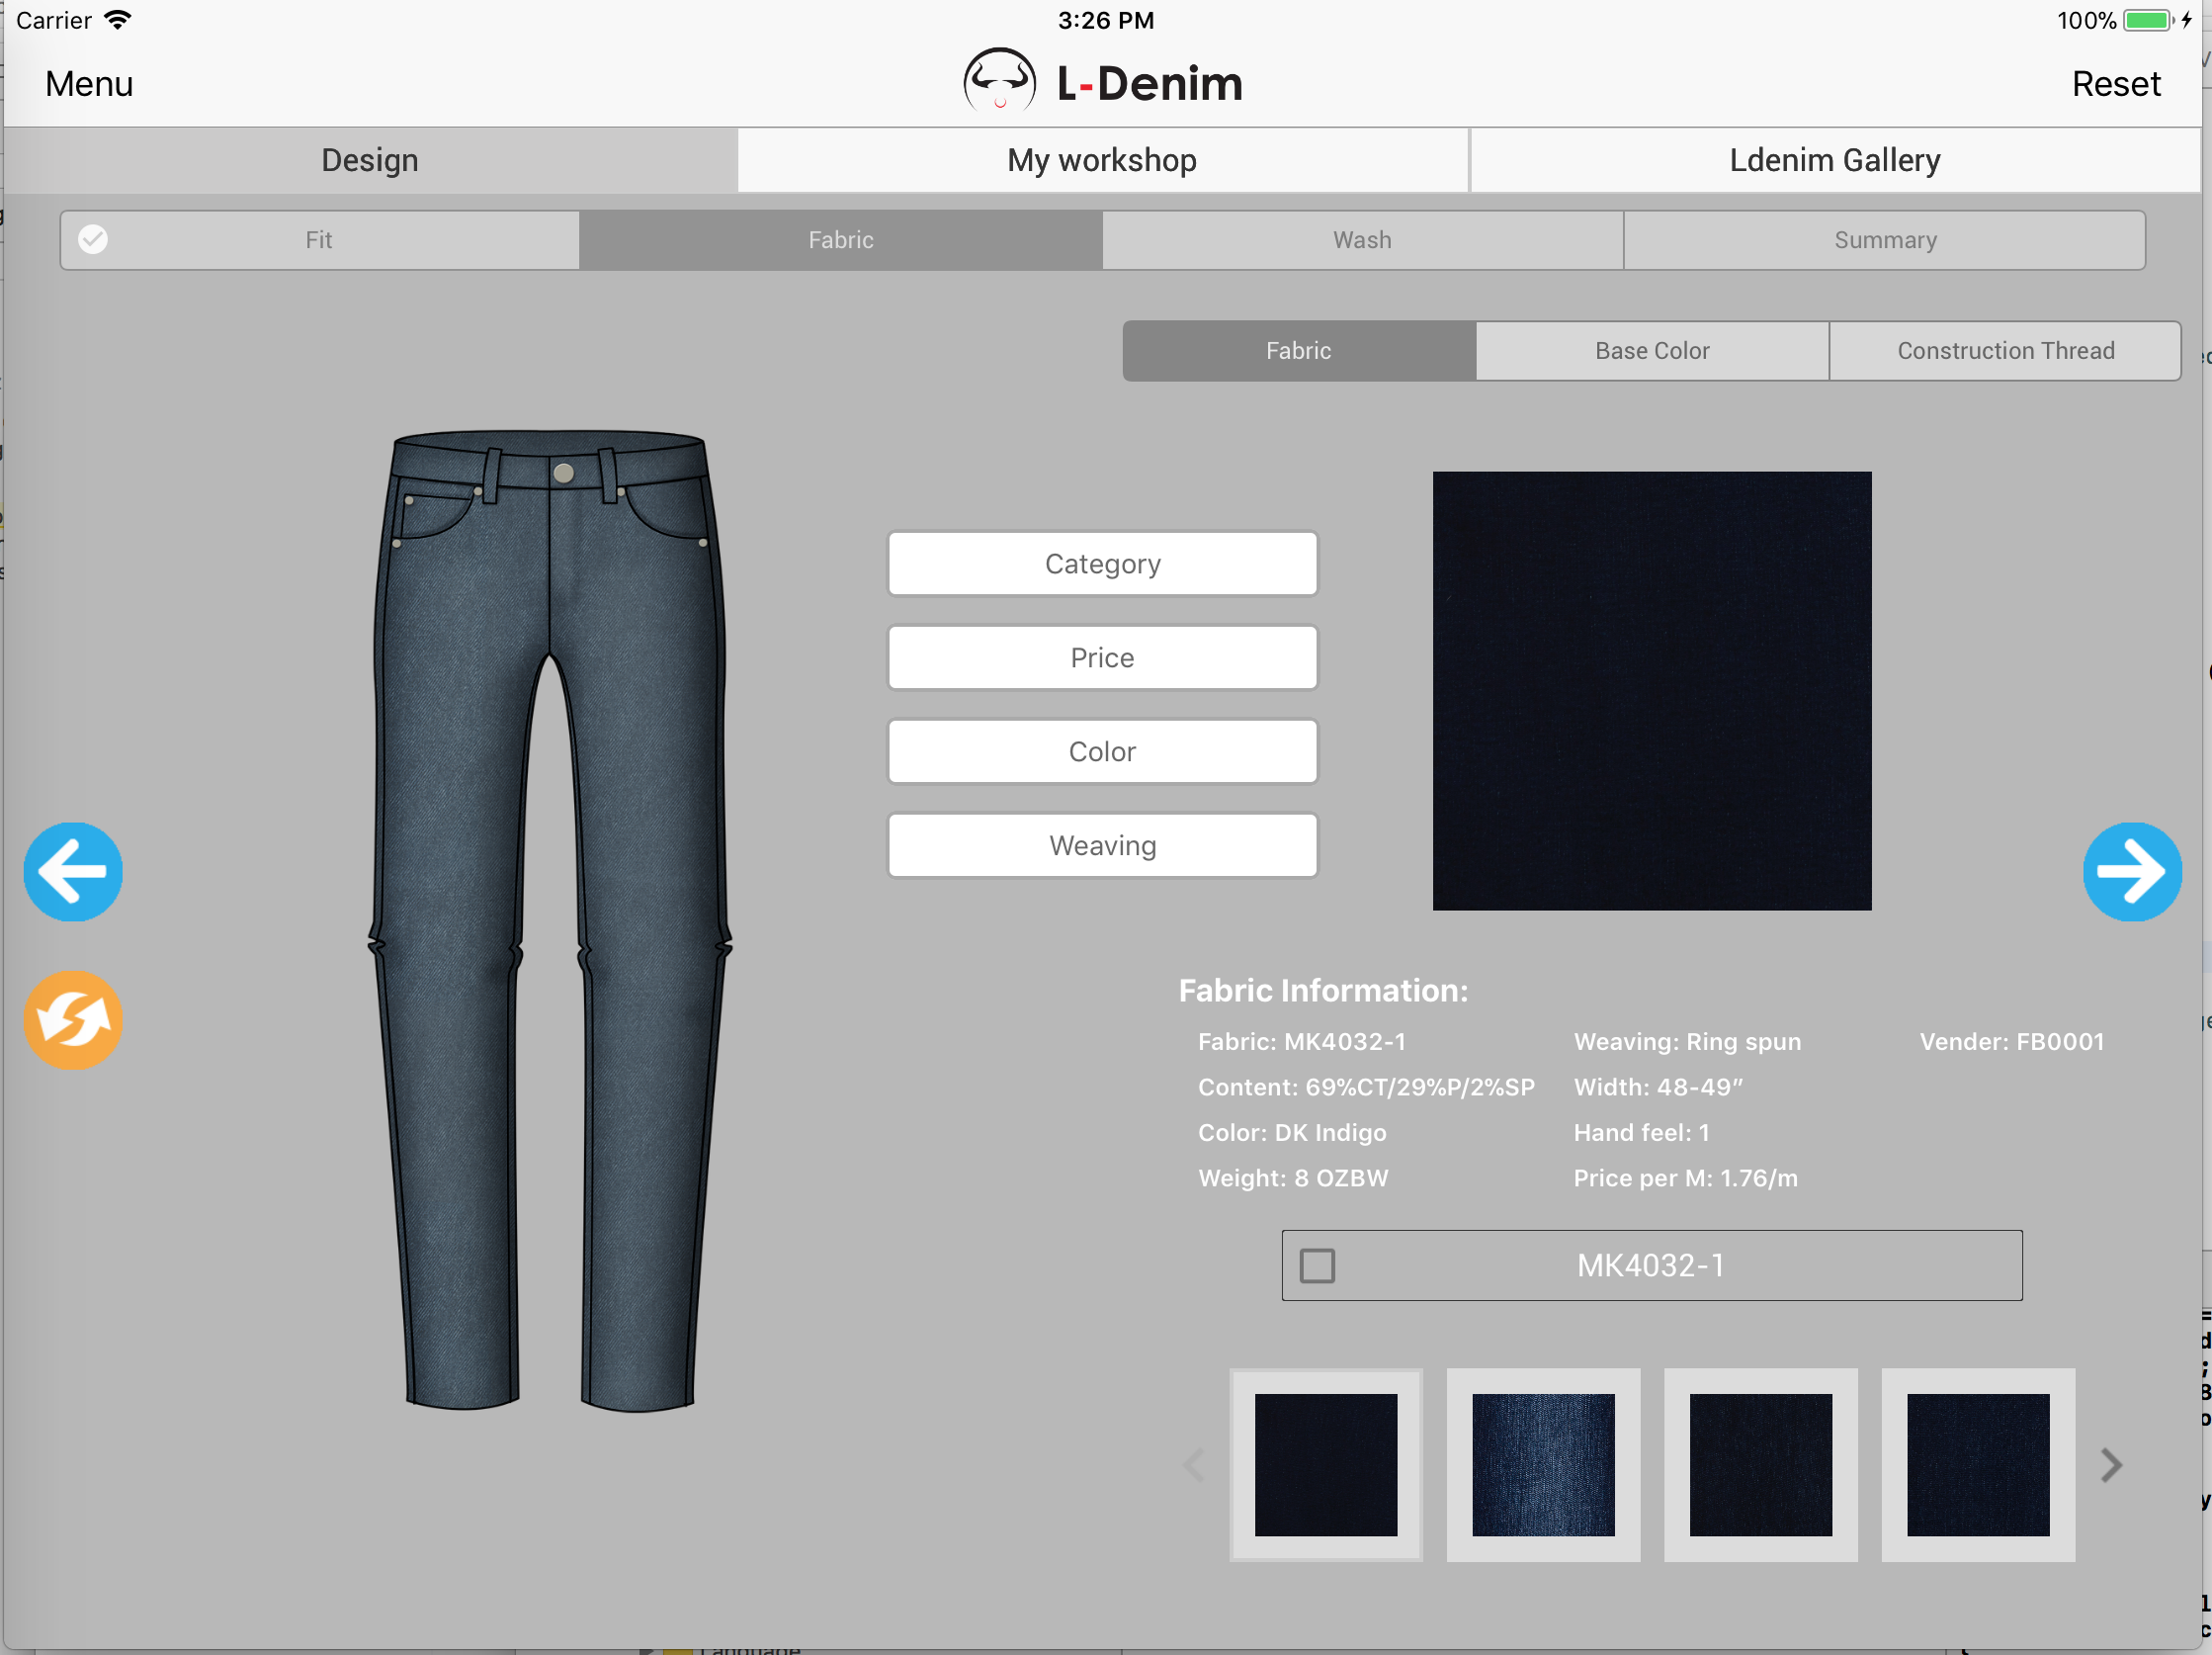 Carrier 3:26 PM 100%
Menu L-Denim Reset
Design My workshop Ldenim Gallery
Fit Fabric Wash Summary
Fabric Base Color Construction Thread
Category
Price
Color
Weaving
Fabric Information:
Fabric: MK4032-1 Weaving: Ring spun Vender: FB0001
Content: 69%CT/29%P/2%SP Width: 48-49”
Color: DK Indigo Hand feel: 1
Weight: 8 OZBW Price per M: 1.76/m
MK4032-1
Language